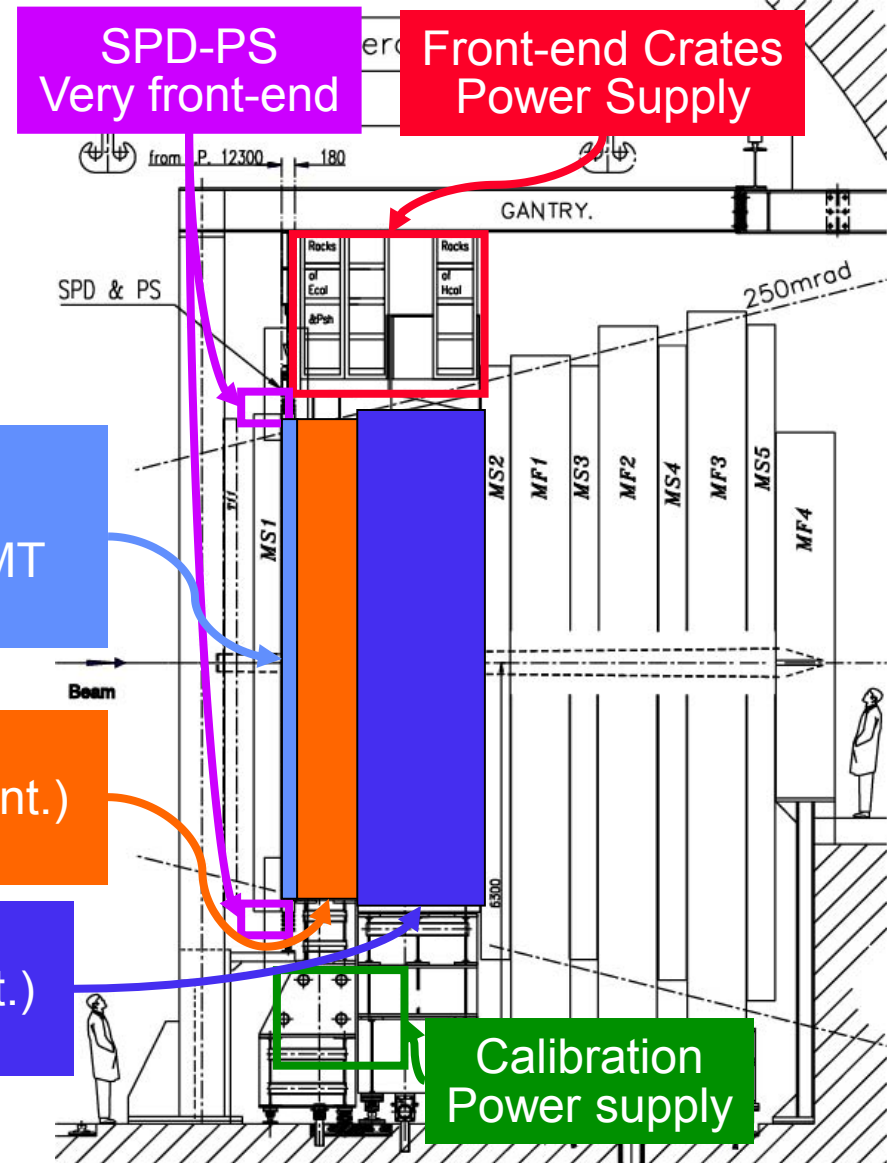 SPD-PS
Very front-end
Front-end Crates
Power Supply
from I.P. 12300
180
GANTRY.
Racks
of
Ecal
&Psh
Racks
of
Hcal
SPD & PS
250mrad
MS1
MS2
MF1
MS3
MF2
MS4
MF3
MS5
MF4
MT
Beam
nt.)
t.)
6300
Calibration
Power supply